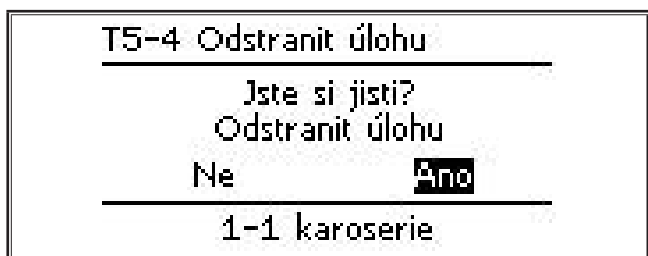 T5-4 Odstranit úlohu
Jste si jisti?
Odstranit úlohu
Ne Ano
1-1 karoserie